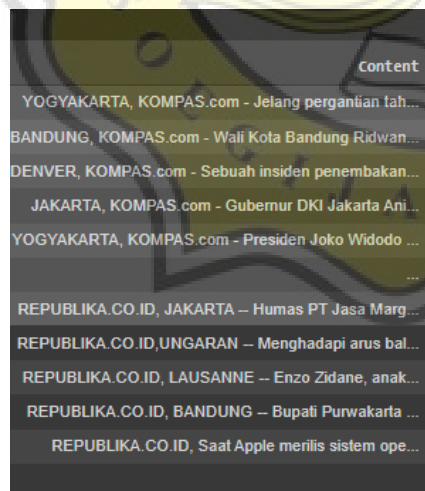 Content
YOGYAKARTA, KOMPAS.com - Jelang pergantian tah...
BANDUNG, KOMPAS.com - Wali Kota Bandung Ridwan...
DENVER, KOMPAS.com - Sebuah insiden penembakan...
JAKARTA, KOMPAS.com - Gubernur DKI Jakarta Ani...
YOGYAKARTA, KOMPAS.com - Presiden Joko Widodo ...
...
REPUBLIKA.CO.ID, JAKARTA -- Humas PT Jasa Marg...
REPUBLIKA.CO.ID,UNGARAN -- Menghadapi arus bal...
REPUBLIKA.CO.ID, LAUSANNE -- Enzo Zidane, anak...
REPUBLIKA.CO.ID, BANDUNG -- Bupati Purwakarta ...
REPUBLIKA.CO.ID, Saat Apple merilis sistem ope...